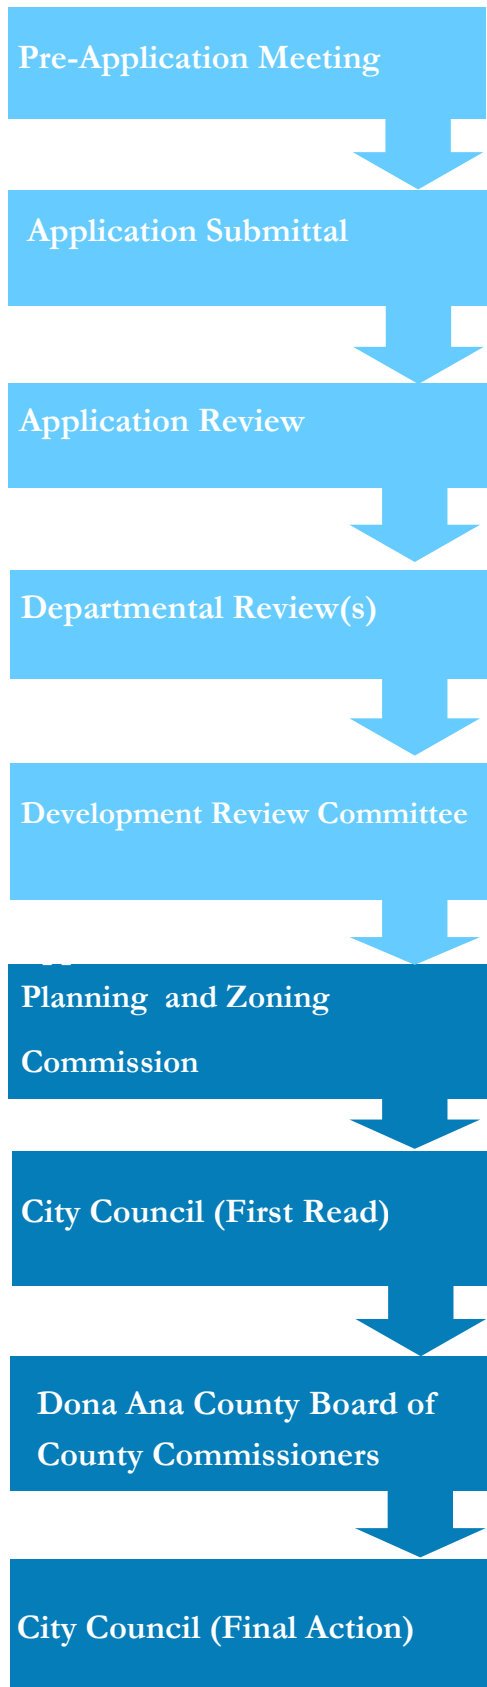 Pre-Application Meeting
Application Submittal
Application Review
Departmental Review(s)
Development Review Committee
Planning and Zoning
Commission
City Council (First Read)
Dona Ana County Board of
County Commissioners
City Council (Final Action)